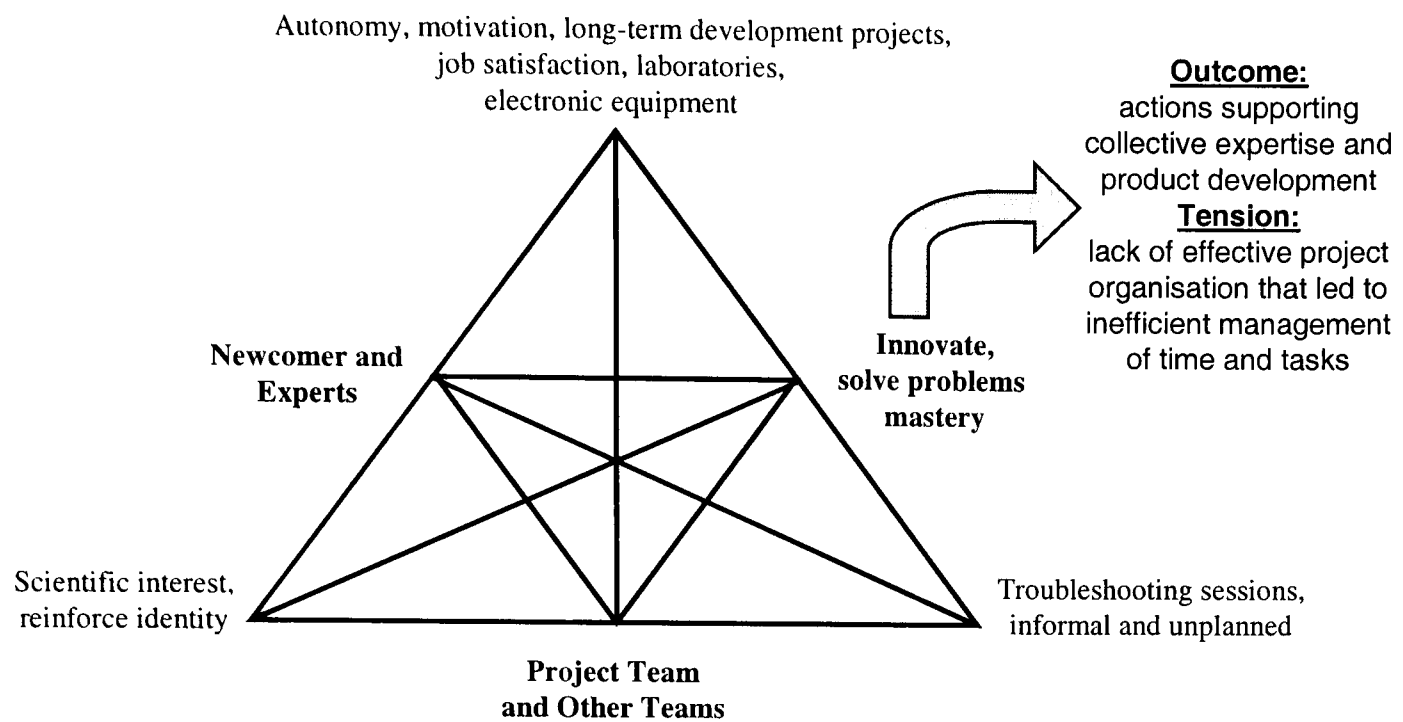 Autonomy, motivation, long-term development projects,
job satisfaction, laboratories,
electronic equipment
Outcome:
actions supporting
collective expertise and
product development
Tension:
lack of effective project
organisation that led to
inefficient management
of time and tasks
Newcomer and
Experts
Innovate,
solve problems
mastery
Scientific interest,
reinforce identity
Troubleshooting sessions,
informal and unplanned
Project Team
and Other Teams